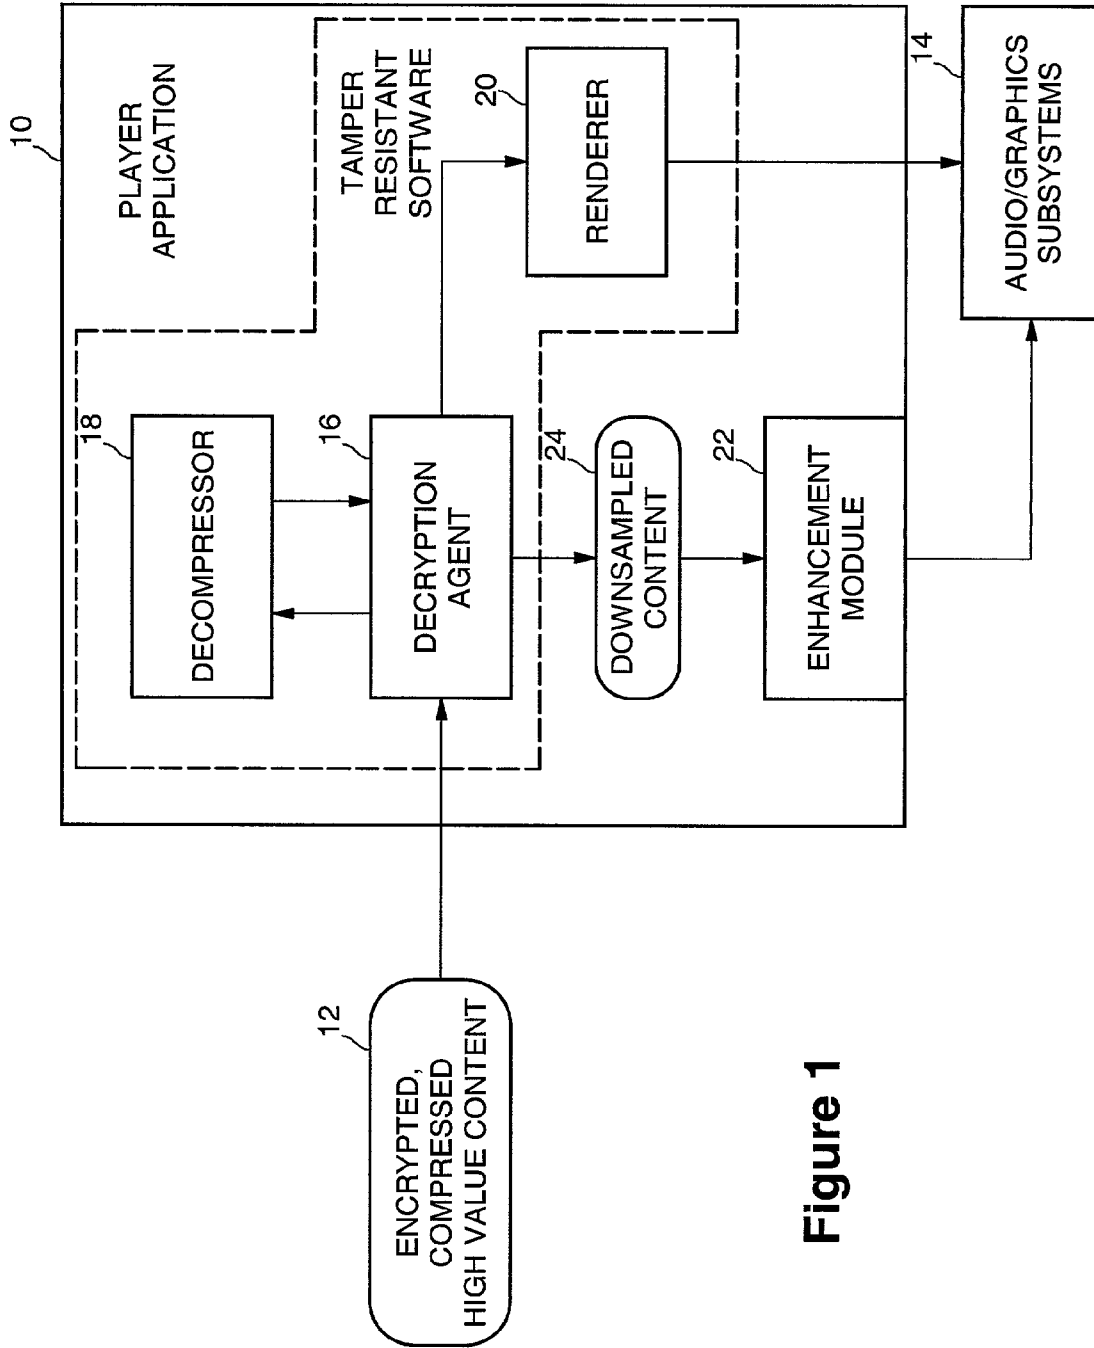 10
PLAYER
APPLICATION
TAMPER
RESISTANT
SOFTWARE
18
DECOMPRESSOR
16
DECRYPTION
AGENT
20
RENDERER
12
ENCRYPTED,
COMPRESSED
HIGH VALUE CONTENT
24
DOWNSAMPLED
CONTENT
22
ENHANCEMENT
MODULE
14
AUDIO/GRAPHICS
SUBSYSTEMS
Figure 1